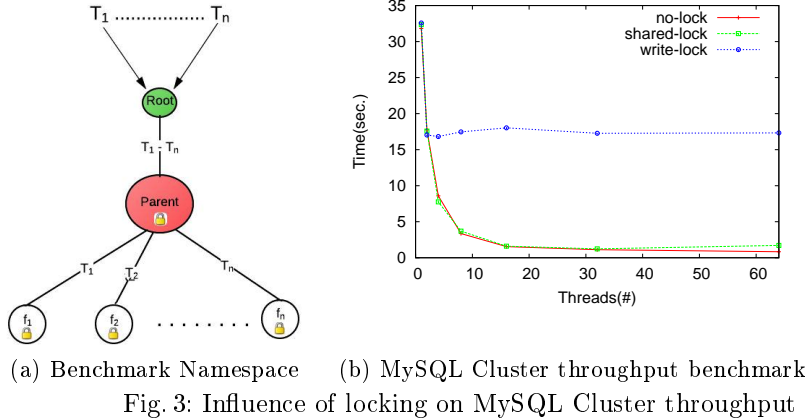 T1 .................. Tn
Root
T1 - Tn
Parent
T1
T2
Tn
f1
f2
. . . . . . . .
fn
35
30
25
20
15
10
5
0
Time(sec.)
no-lock
shared-lock
write-lock
0 10 20 30 40 50 60
Threads(#)
(a) Benchmark Namespace
(b) MySQL Cluster throughput benchmark
Fig. 3: Influence of locking on MySQL Cluster throughput